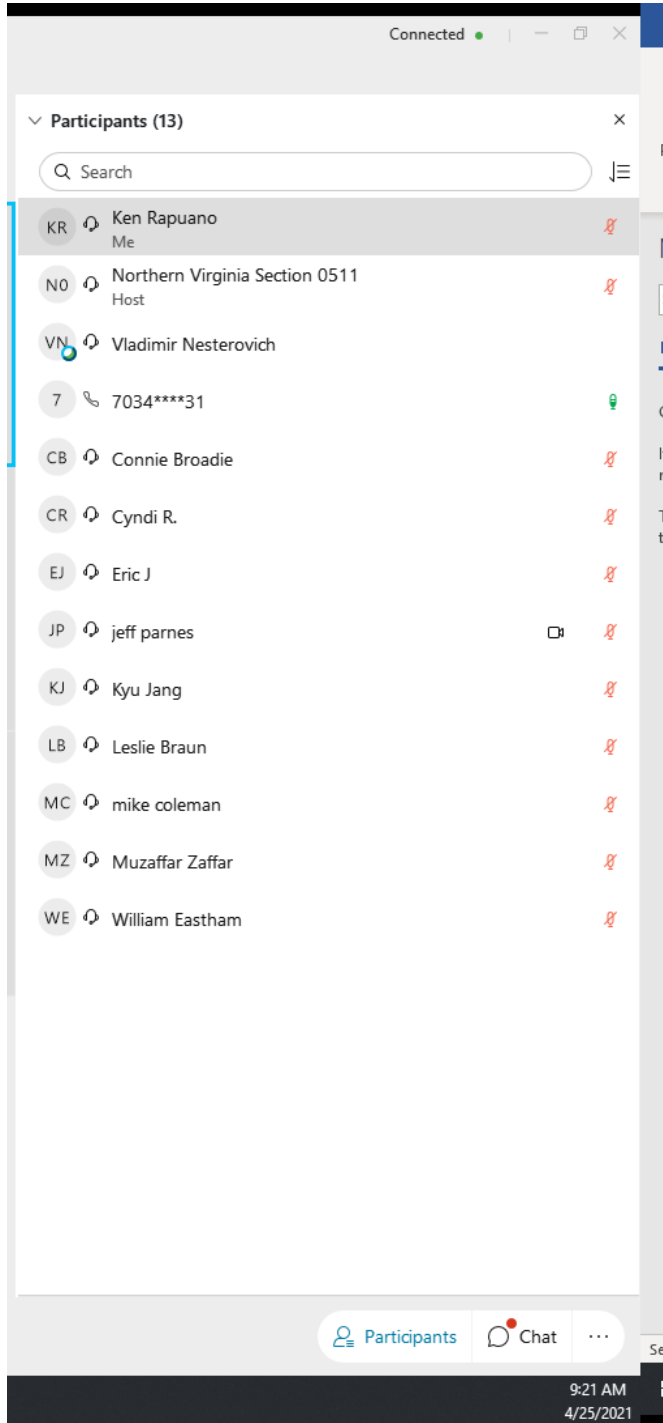 Connected
Participants (13)
Search
KR Ken Rapuano
Me
N0 Northern Virginia Section 0511
Host
VN Vladimir Nesterovich
7 7034****31
CB Connie Broadie
CR Cyndi R.
EJ Eric J
JP jeff parnes
KJ Kyu Jang
LB Leslie Braun
MC mike coleman
MZ Muzaffar Zaffar
WE William Eastham
Participants Chat ...
Se
9:21 AM
4/25/2021